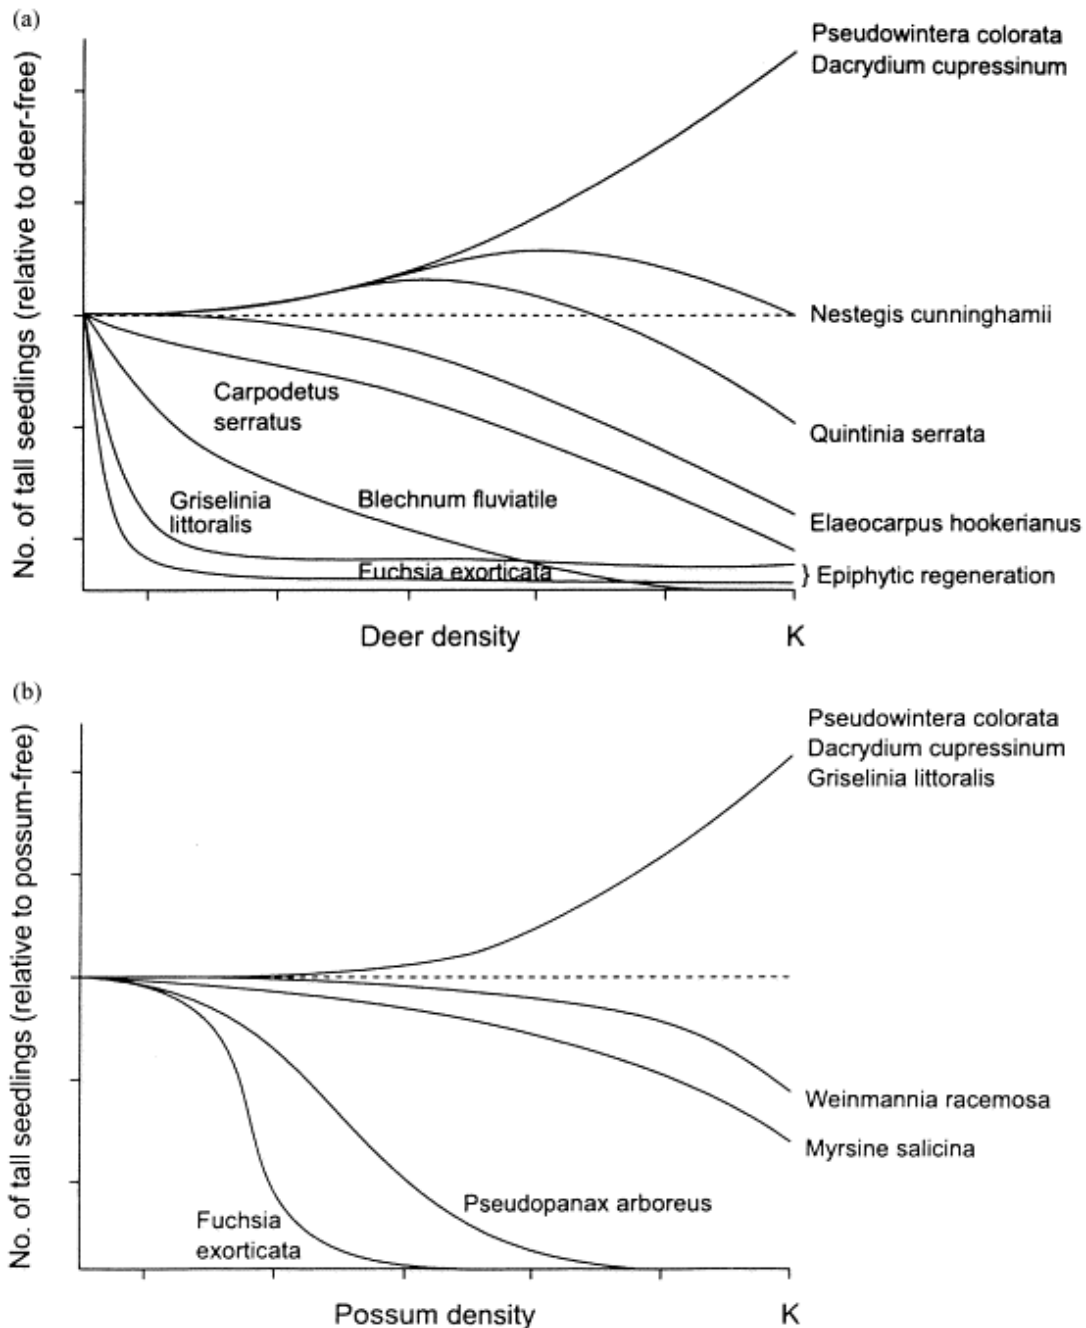 (a)
No. of tall seedlings (relative to deer-free)
Pseudowintera colorata
Dacrydium cupressinum
Nestegis cunninghamii
Carpodetus
serratus
Quintinia serrata
Griselinia
littoralis
Blechnum fluviatile
Elaeocarpus hookerianus
Fuchsia exorticata
} Epiphytic regeneration
Deer density
K
(b)
No. of tall seedlings (relative to possum-free)
Pseudowintera colorata
Dacrydium cupressinum
Griselinia littoralis
Weinmannia racemosa
Myrsine salicina
Pseudopanax arboreus
Fuchsia
exorticata
Possum density
K